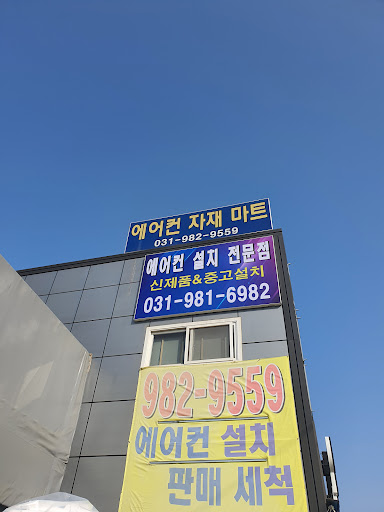 에어컨 자재 마트
031-982-9559
에어컨 설치 전문점
신제품&중고설치
031-981-6982
982-9559
에어컨 설치
판매 세척